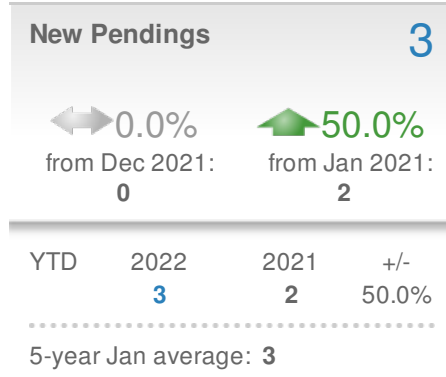 New Pendings 3
0.0% 50.0%
from Dec 2021: from Jan 2021:
0 2
YTD 2022 2021 +/-
3 2 50.0%
5-year Jan average: 3